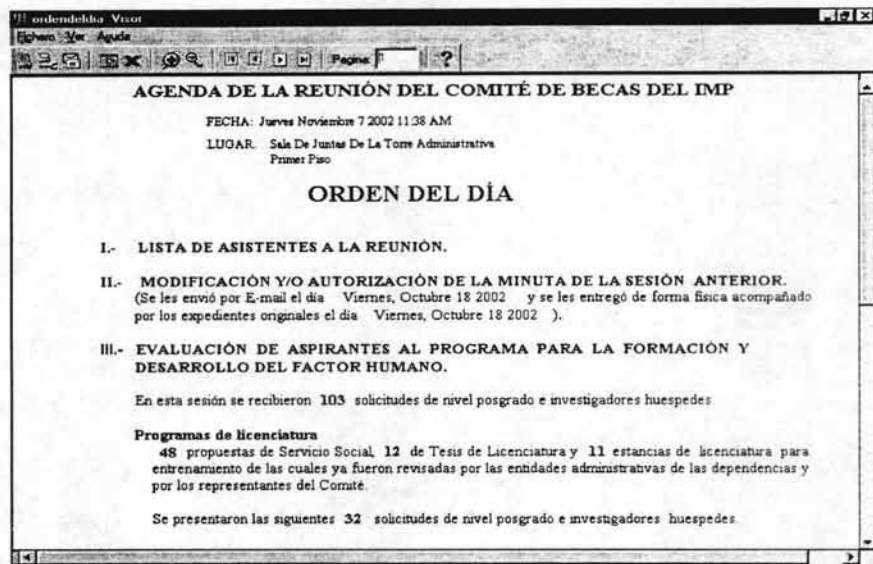 ordendeldia Visor
Fichero Ver Ayuda
Pagina 1
AGENDA DE LA REUNIÓN DEL COMITÉ DE BECAS DEL IMP
FECHA: Jueves Noviembre 7 2002 11:38 AM
LUGAR. Sala De Juntas De La Torre Administrativa
Primer Piso
ORDEN DEL DÍA
I.- LISTA DE ASISTENTES A LA REUNIÓN.
II.- MODIFICACIÓN Y/O AUTORIZACIÓN DE LA MINUTA DE LA SESIÓN ANTERIOR.
(Se les envió por E-mail el día Viernes, Octubre 18 2002 y se les entregó de forma física acompañado
por los expedientes originales el día Viernes, Octubre 18 2002 ).
III.- EVALUACIÓN DE ASPIRANTES AL PROGRAMA PARA LA FORMACIÓN Y
DESARROLLO DEL FACTOR HUMANO.
En esta sesión se recibieron 103 solicitudes de nivel posgrado e investigadores huespedes
Programas de licenciatura
48 propuestas de Servicio Social, 12 de Tesis de Licenciatura y 11 estancias de licenciatura para
entrenamiento de las cuales ya fueron revisadas por las entidades administrativas de las dependencias y
por los representantes del Comité.
Se presentaron las siguientes 32 solicitudes de nivel posgrado e investigadores huespedes